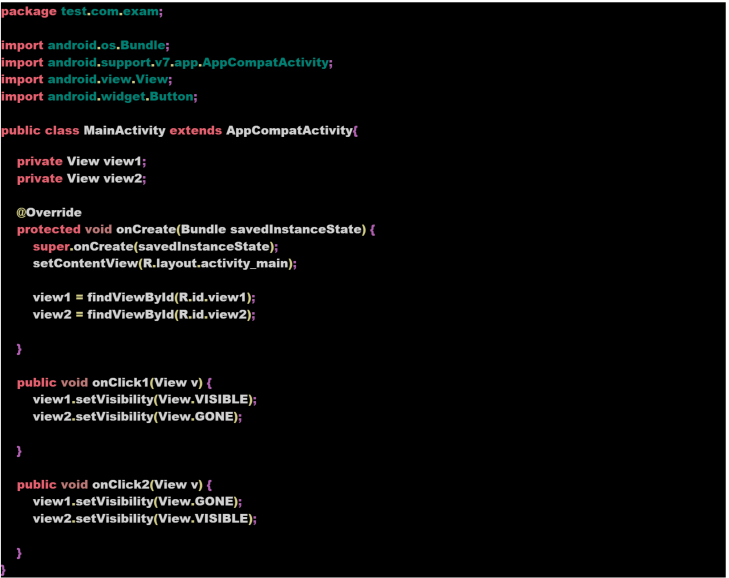 package test.com.exam;
import android.os.Bundle;
import android.support.v7.app.AppCompatActivity;
import android.view.View;
import android.widget.Button;
public class MainActivity extends AppCompatActivity{
private View view1;
private View view2;
@Override
protected void onCreate(Bundle savedInstanceState) {
super.onCreate(savedInstanceState);
setContentView(R.layout.activity_main);
view1 = findViewById(R.id.view1);
view2 = findViewById(R.id.view2);
}
public void onClick1(View v) {
view1.setVisibility(View.VISIBLE);
view2.setVisibility(View.GONE);
}
public void onClick2(View v) {
view1.setVisibility(View.GONE);
view2.setVisibility(View.VISIBLE);
}
}